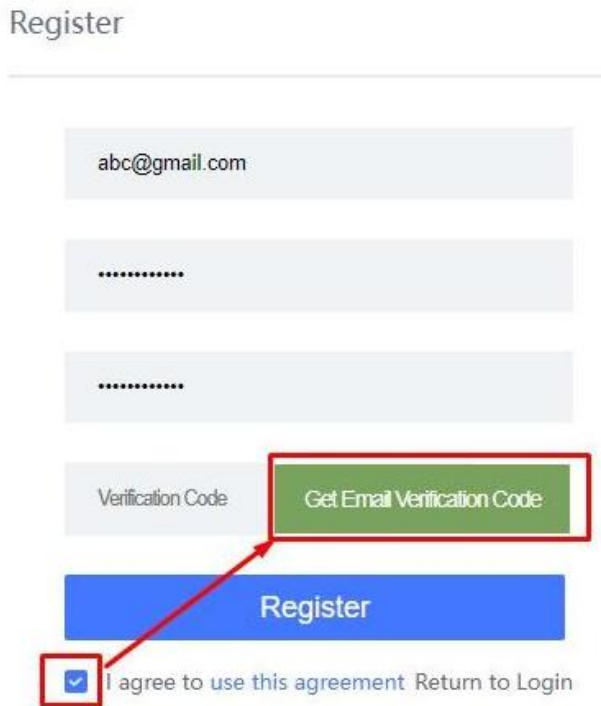 Register
abc@gmail.com
••••••••••••
••••••••••••
Verification Code Get Email Verification Code
Register
I agree to use this agreement Return to Login